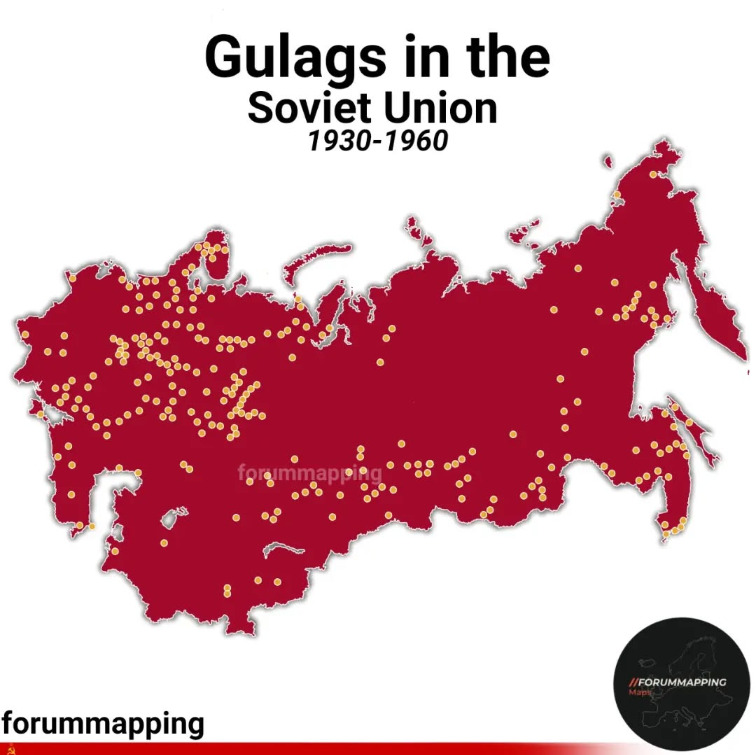 Gulags in the
Soviet Union
1930-1960
forummapping
//FORUMMAPPING
Maps
forummapping